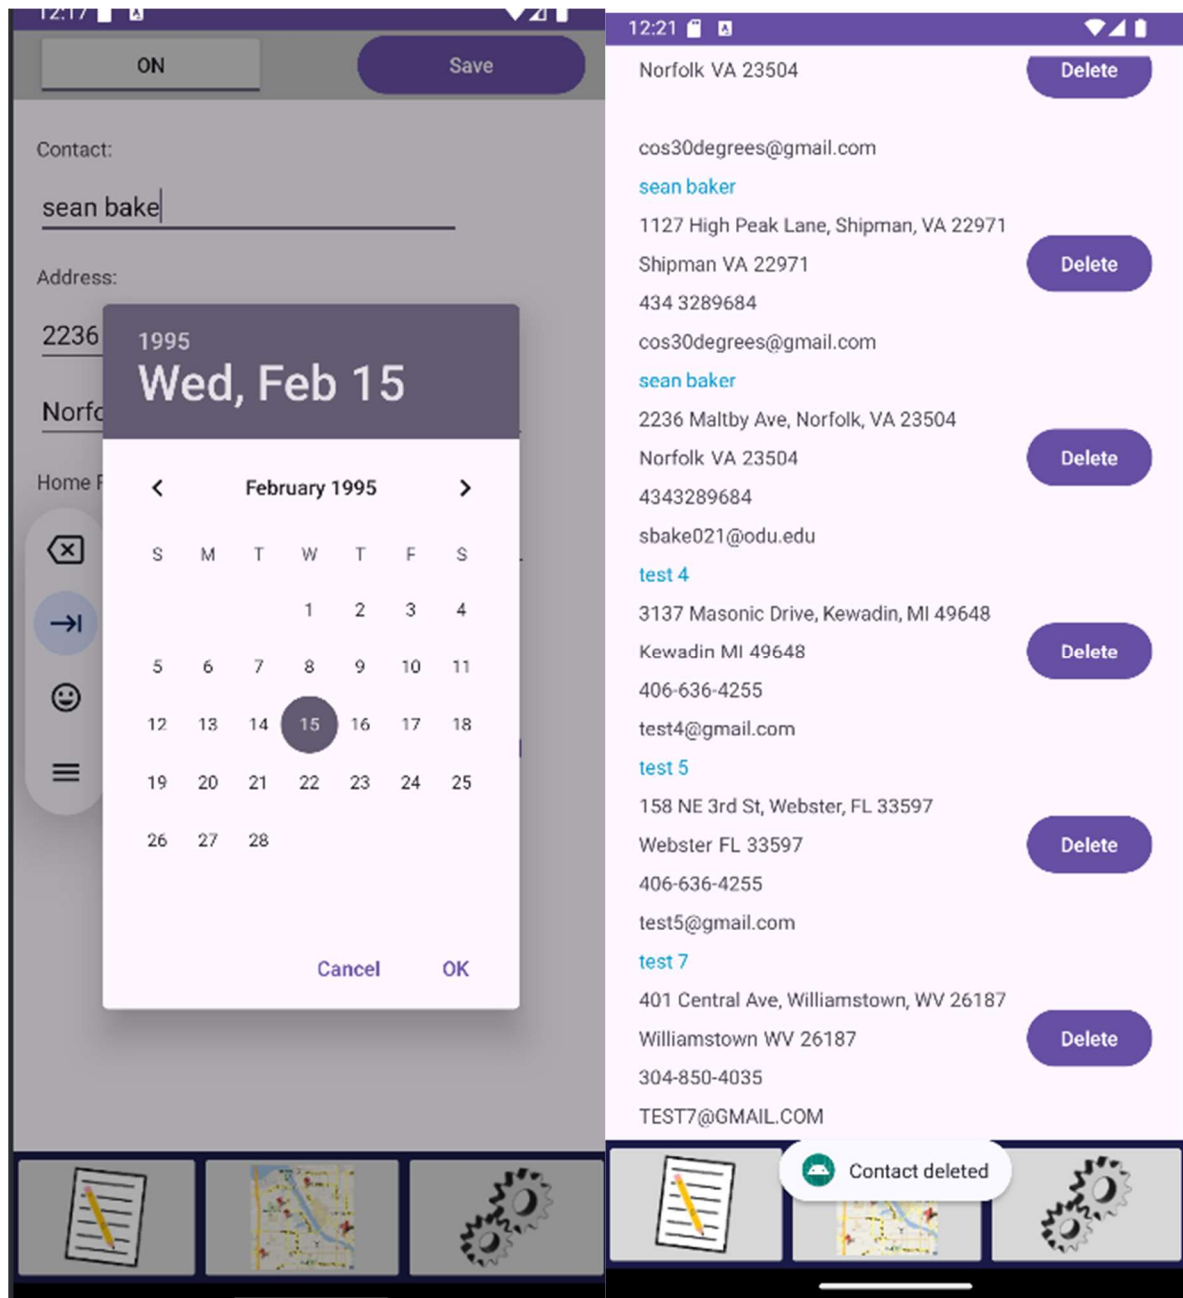 12:17
ON
Save
Contact:
sean bake
Address:
2236
Norfo
Home P
1995
Wed, Feb 15
February 1995
S M T W T F S
1 2 3 4
5 6 7 8 9 10 11
12 13 14 15 16 17 18
19 20 21 22 23 24 25
26 27 28
Cancel
OK
12:21
Norfolk VA 23504
Delete
cos30degrees@gmail.com
sean baker
1127 High Peak Lane, Shipman, VA 22971
Shipman VA 22971
Delete
434 3289684
cos30degrees@gmail.com
sean baker
2236 Maltby Ave, Norfolk, VA 23504
Norfolk VA 23504
Delete
4343289684
sbake021@odu.edu
test 4
3137 Masonic Drive, Kewadin, MI 49648
Kewadin MI 49648
Delete
406-636-4255
test4@gmail.com
test 5
158 NE 3rd St, Webster, FL 33597
Webster FL 33597
Delete
406-636-4255
test5@gmail.com
test 7
401 Central Ave, Williamstown, WV 26187
Williamstown WV 26187
Delete
304-850-4035
TEST7@GMAIL.COM
Contact deleted